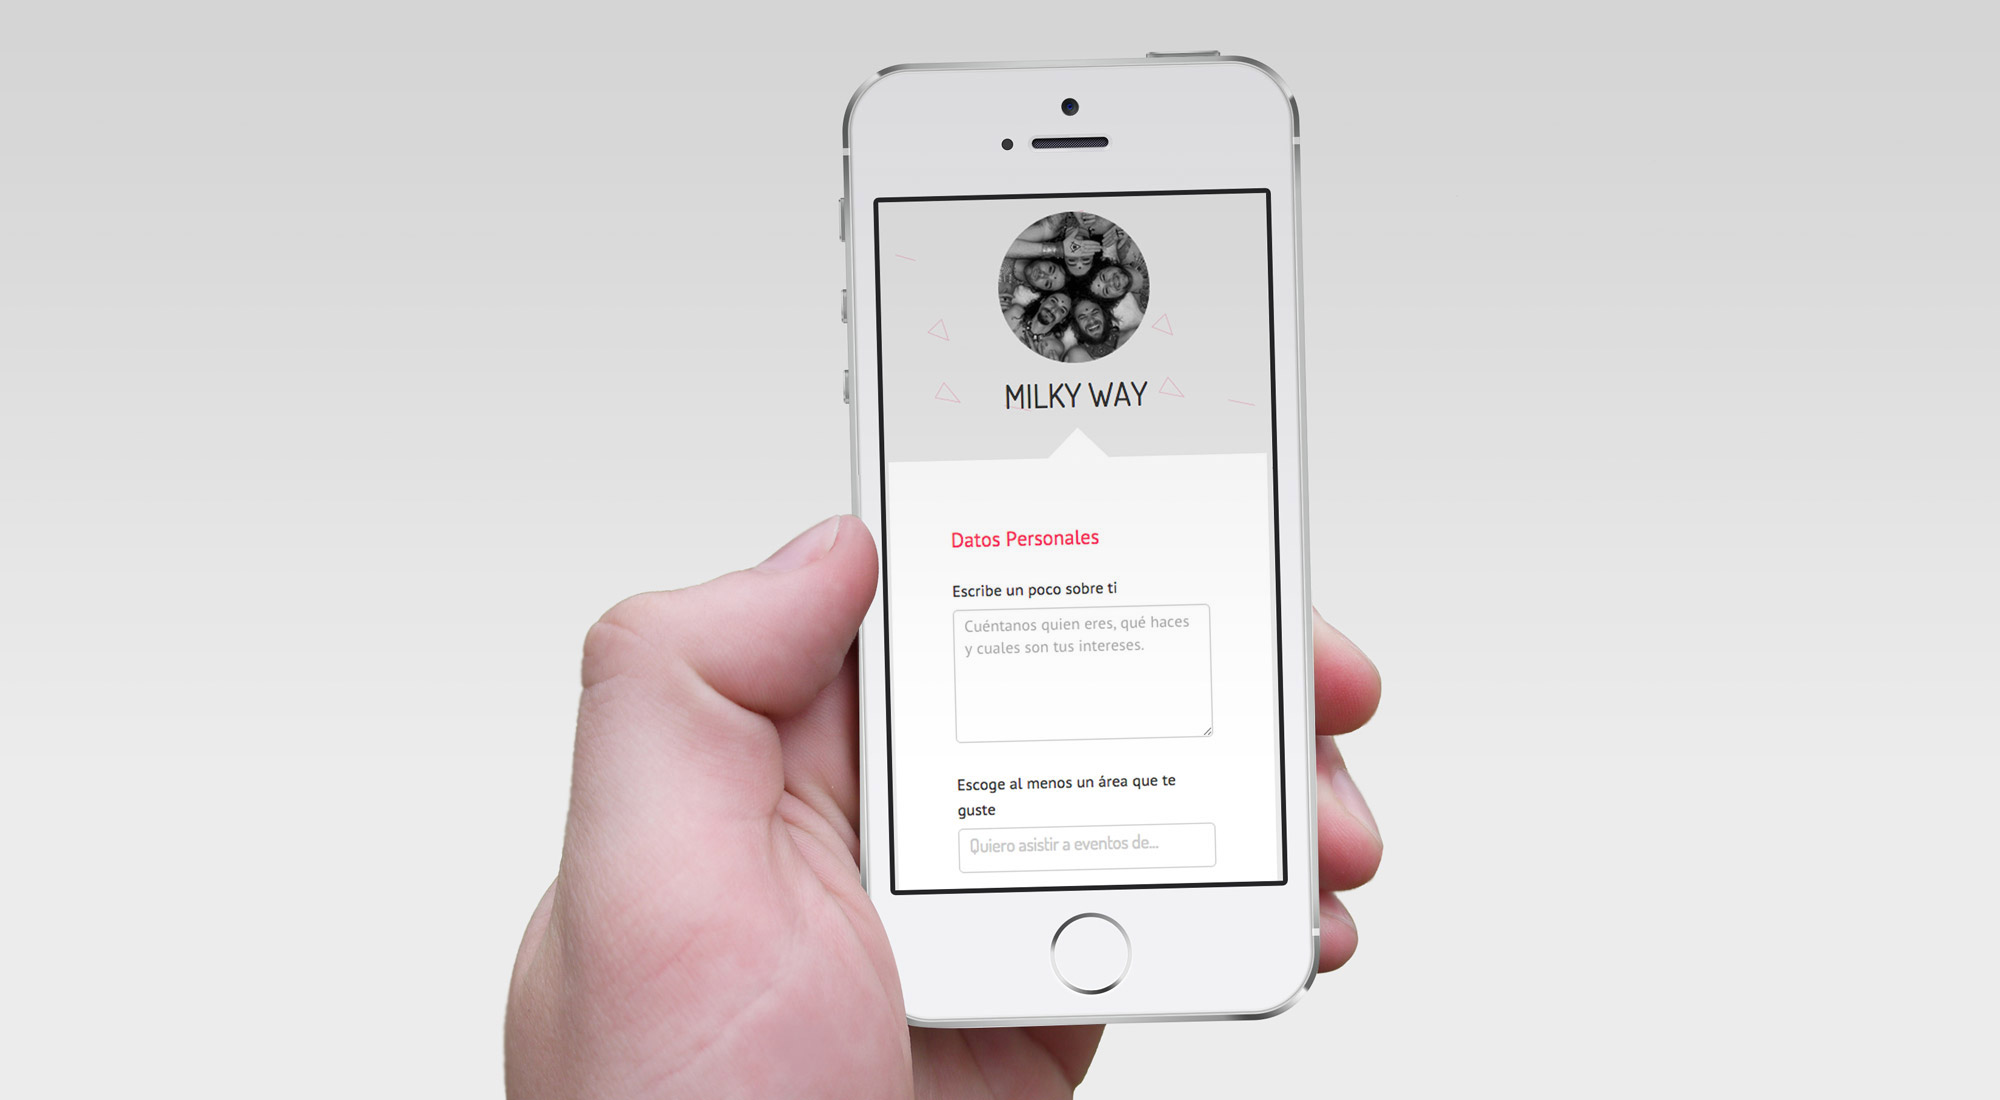 MILKY WAY
Datos Personales
Escribe un poco sobre ti
Cuéntanos quien eres, qué haces
y cuales son tus intereses.
Escoge al menos un área que te
guste
Quiero asistir a eventos de...